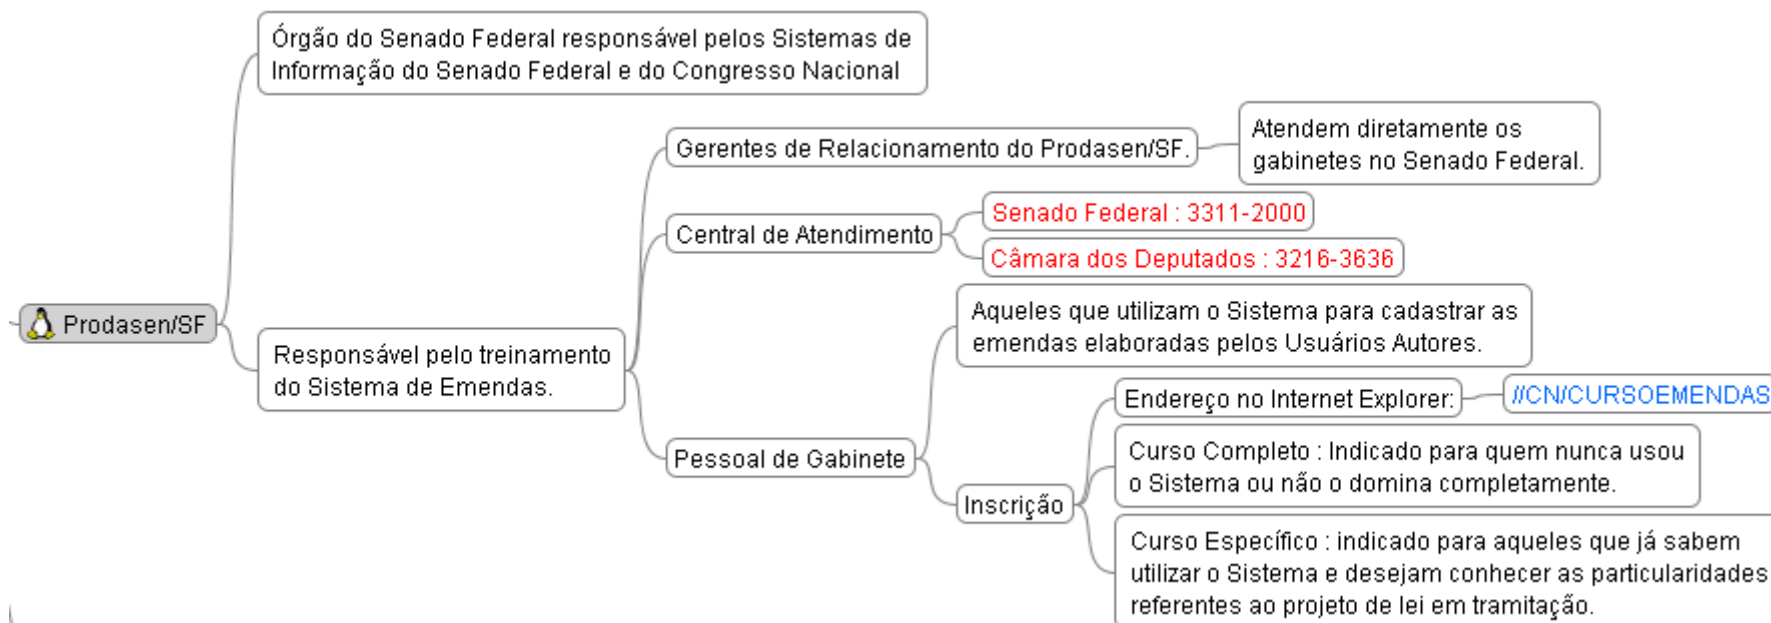 Órgão do Senado Federal responsável pelos Sistemas de
Informação do Senado Federal e do Congresso Nacional
Gerentes de Relacionamento do Prodasen/SF.
Atendem diretamente os
gabinetes no Senado Federal.
Central de Atendimento
Senado Federal : 3311-2000
Câmara dos Deputados : 3216-3636
Prodasen/SF
Responsável pelo treinamento
do Sistema de Emendas.
Pessoal de Gabinete
Aqueles que utilizam o Sistema para cadastrar as
emendas elaboradas pelos Usuários Autores.
Inscrição
Endereço no Internet Explorer:
//CN/CURSOEMENDAS
Curso Completo : Indicado para quem nunca usou
o Sistema ou não o domina completamente.
Curso Específico : indicado para aqueles que já sabem
utilizar o Sistema e desejam conhecer as particularidades
referentes ao projeto de lei em tramitação.